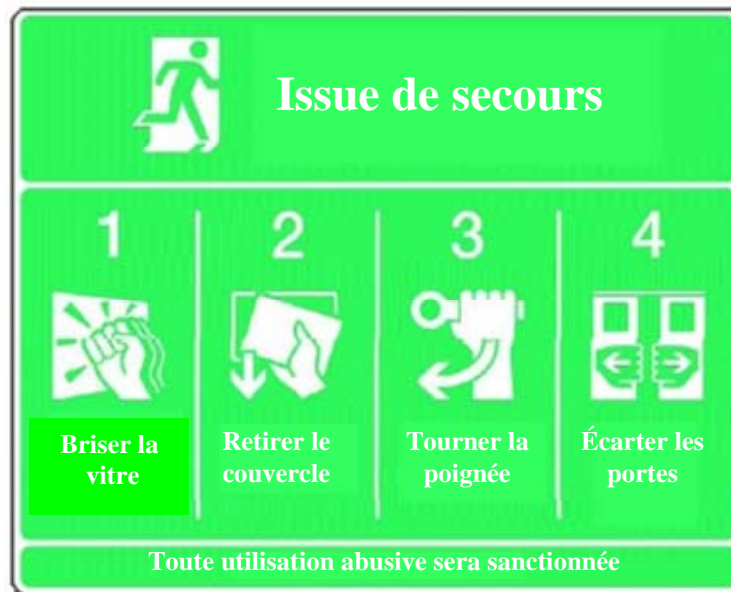 Issue de secours
1 2 3 4
Briser la vitre
Retirer le couvercle
Tourner la poignée
Écarter les portes
Toute utilisation abusive sera sanctionnée